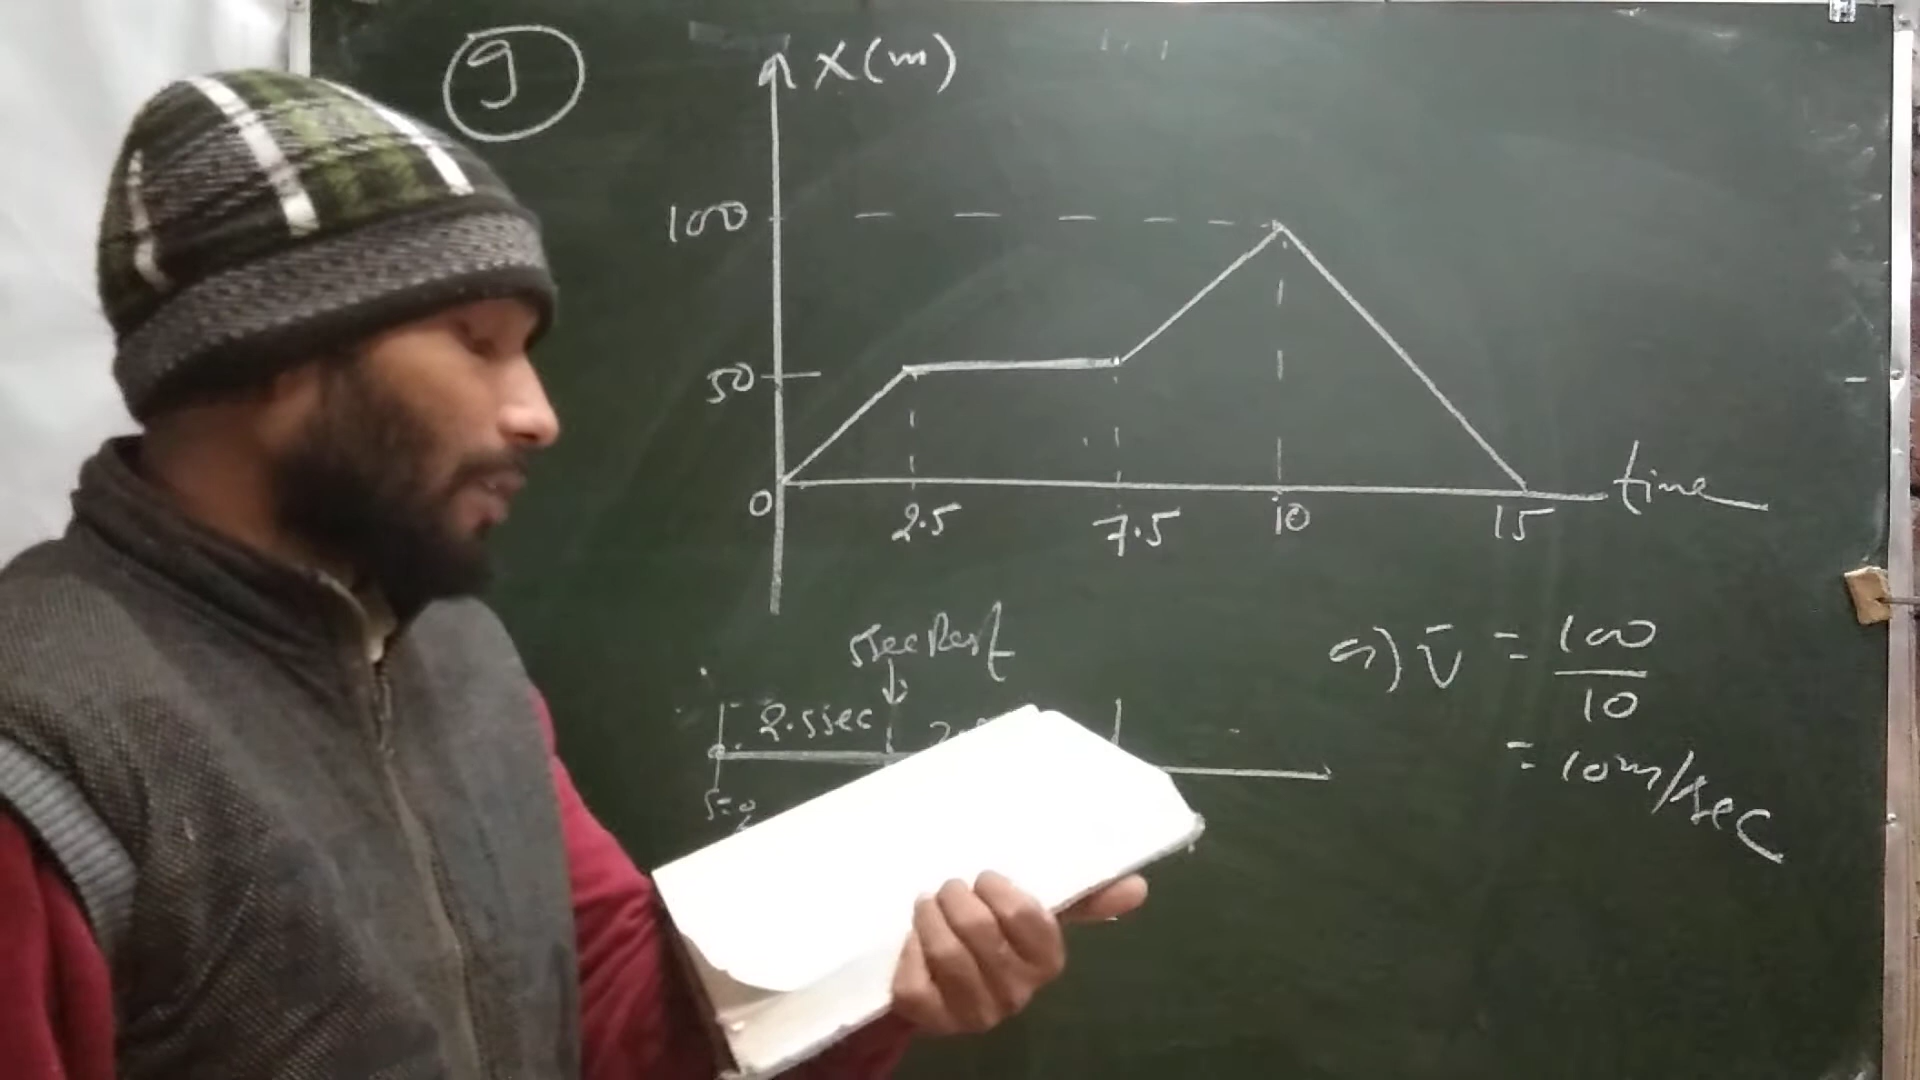 9
X(m)
100
50
0
2.5
7.5
10
15
time
5sec Rest
2.5sec
a) v̄ = 100
10
= 10m/sec